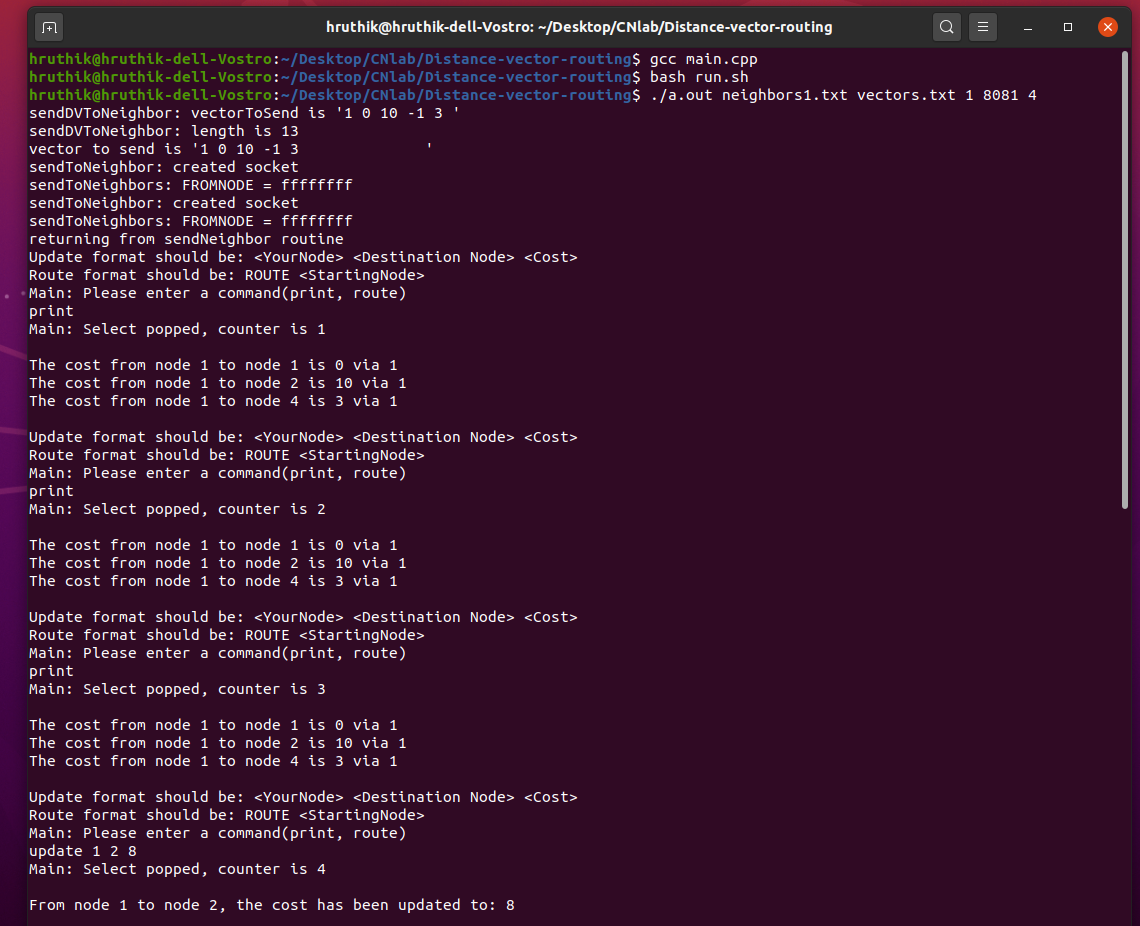 hruthik@hruthik-dell-Vostro: ~/Desktop/CNlab/Distance-vector-routing
hruthik@hruthik-dell-Vostro:~/Desktop/CNlab/Distance-vector-routing$ gcc main.cpp
hruthik@hruthik-dell-Vostro:~/Desktop/CNlab/Distance-vector-routing$ bash run.sh
hruthik@hruthik-dell-Vostro:~/Desktop/CNlab/Distance-vector-routing$ ./a.out neighbors1.txt vectors.txt 1 8081 4
sendDVToNeighbor: vectorToSend is '1 0 10 -1 3 '
sendDVToNeighbor: length is 13
vector to send is '1 0 10 -1 3              '
sendToNeighbor: created socket
sendToNeighbors: FROMNODE = ffffffff
sendToNeighbor: created socket
sendToNeighbors: FROMNODE = ffffffff
returning from sendNeighbor routine
Update format should be: <YourNode> <Destination Node> <Cost>
Route format should be: ROUTE <StartingNode>
Main: Please enter a command(print, route)
print
Main: Select popped, counter is 1
The cost from node 1 to node 1 is 0 via 1
The cost from node 1 to node 2 is 10 via 1
The cost from node 1 to node 4 is 3 via 1
Update format should be: <YourNode> <Destination Node> <Cost>
Route format should be: ROUTE <StartingNode>
Main: Please enter a command(print, route)
print
Main: Select popped, counter is 2
The cost from node 1 to node 1 is 0 via 1
The cost from node 1 to node 2 is 10 via 1
The cost from node 1 to node 4 is 3 via 1
Update format should be: <YourNode> <Destination Node> <Cost>
Route format should be: ROUTE <StartingNode>
Main: Please enter a command(print, route)
print
Main: Select popped, counter is 3
The cost from node 1 to node 1 is 0 via 1
The cost from node 1 to node 2 is 10 via 1
The cost from node 1 to node 4 is 3 via 1
Update format should be: <YourNode> <Destination Node> <Cost>
Route format should be: ROUTE <StartingNode>
Main: Please enter a command(print, route)
update 1 2 8
Main: Select popped, counter is 4
From node 1 to node 2, the cost has been updated to: 8